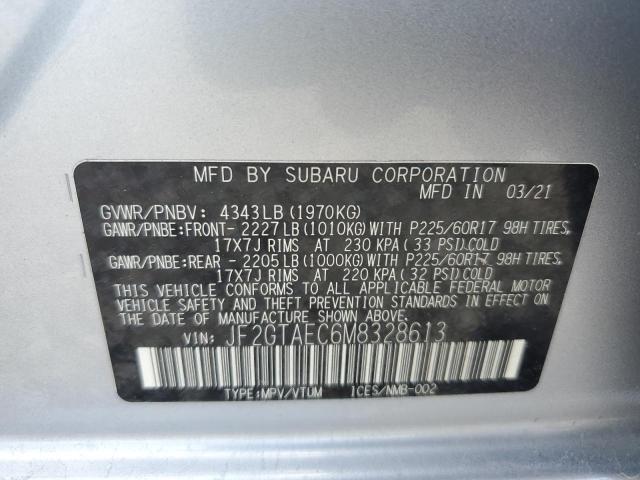 MFD BY SUBARU CORPORATION
MFD IN 03/21
GVWR/PNBV: 4343LB (1970KG)
GAWR/PNBE:FRONT- 2227LB (1010KG)WITH P225/60R17 98H TIRES,
17X7J RIMS AT 230 KPA (33 PSI)COLD
GAWR/PNBE:REAR - 2205LB (1000KG)WITH P225/60R17 98H TIRES,
17X7J RIMS AT 220 KPA (32 PSI)COLD
THIS VEHICLE CONFORMS TO ALL APPLICABLE FEDERAL MOTOR
VEHICLE SAFETY AND THEFT PREVENTION STANDARDS IN EFFECT ON
THE DATE OF MANUFACTURE SHOWN ABOVE.
VIN: JF2GTAEC6M8328613
TYPE:MPV/VTUM ICES/NMB-002